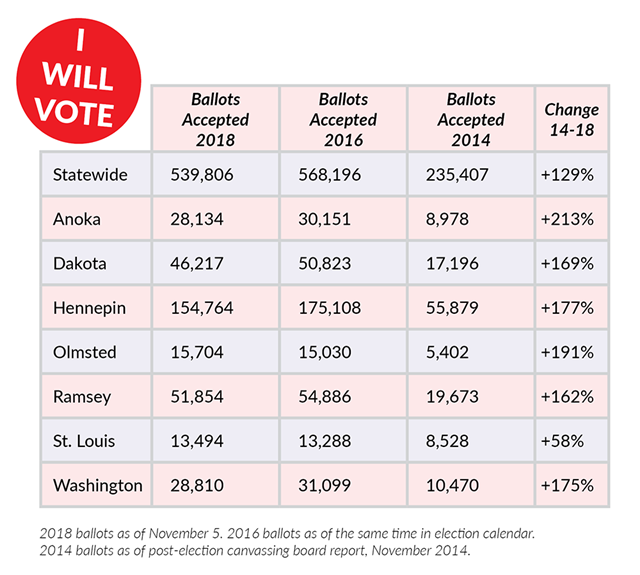 I
WILL
VOTE
Ballots Accepted 2018 Ballots Accepted 2016 Ballots Accepted 2014 Change 14-18
Statewide 539,806 568,196 235,407 +129%
Anoka 28,134 30,151 8,978 +213%
Dakota 46,217 50,823 17,196 +169%
Hennepin 154,764 175,108 55,879 +177%
Olmsted 15,704 15,030 5,402 +191%
Ramsey 51,854 54,886 19,673 +162%
St. Louis 13,494 13,288 8,528 +58%
Washington 28,810 31,099 10,470 +175%
2018 ballots as of November 5. 2016 ballots as of the same time in election calendar.
2014 ballots as of post-election canvassing board report, November 2014.